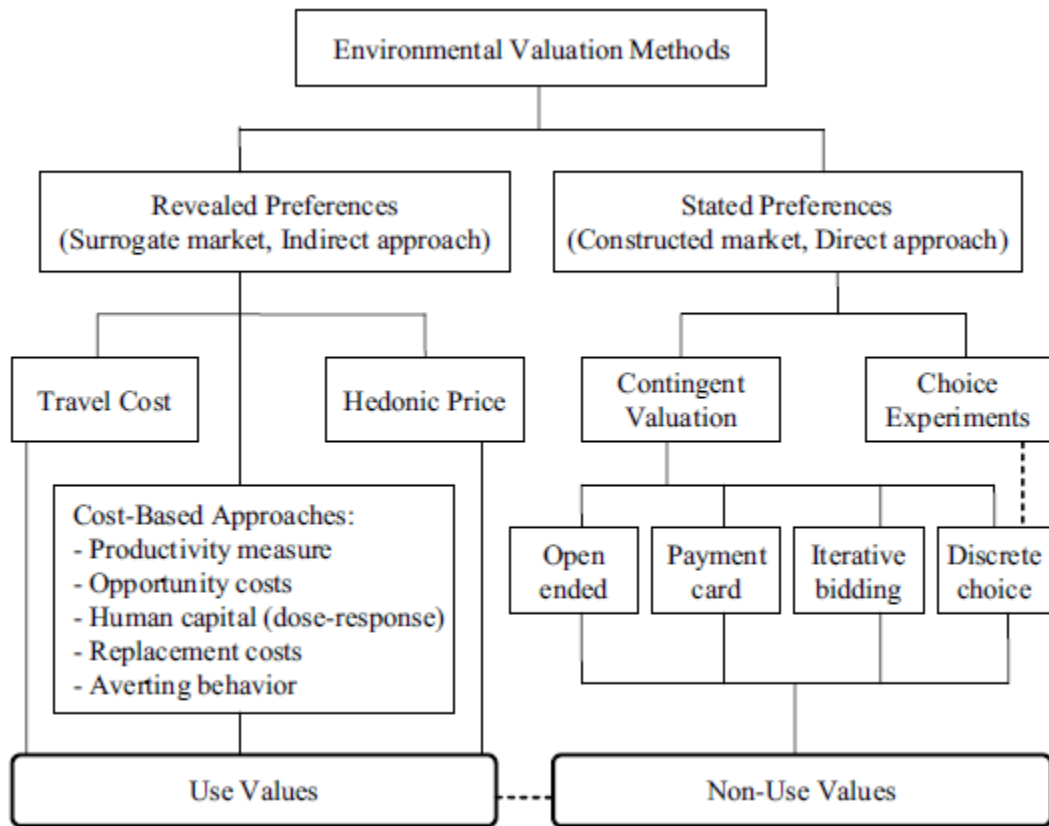 Environmental Valuation Methods
Revealed Preferences
(Surrogate market, Indirect approach)
Stated Preferences
(Constructed market, Direct approach)
Travel Cost
Hedonic Price
Contingent
Valuation
Choice
Experiments
Cost-Based Approaches:
- Productivity measure
- Opportunity costs
- Human capital (dose-response)
- Replacement costs
- Averting behavior
Open
ended
Payment
card
Iterative
bidding
Discrete
choice
Use Values
Non-Use Values